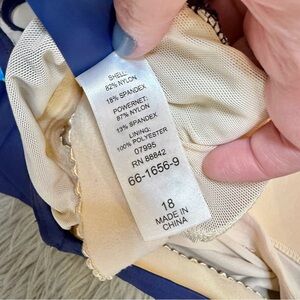 SHELL:
82% NYLON
18% SPANDEX
POWERNET:
87% NYLON
13% SPANDEX
LINING:
100% POLYESTER
07995
RN 88842
66-1656-9
18
MADE IN
CHINA